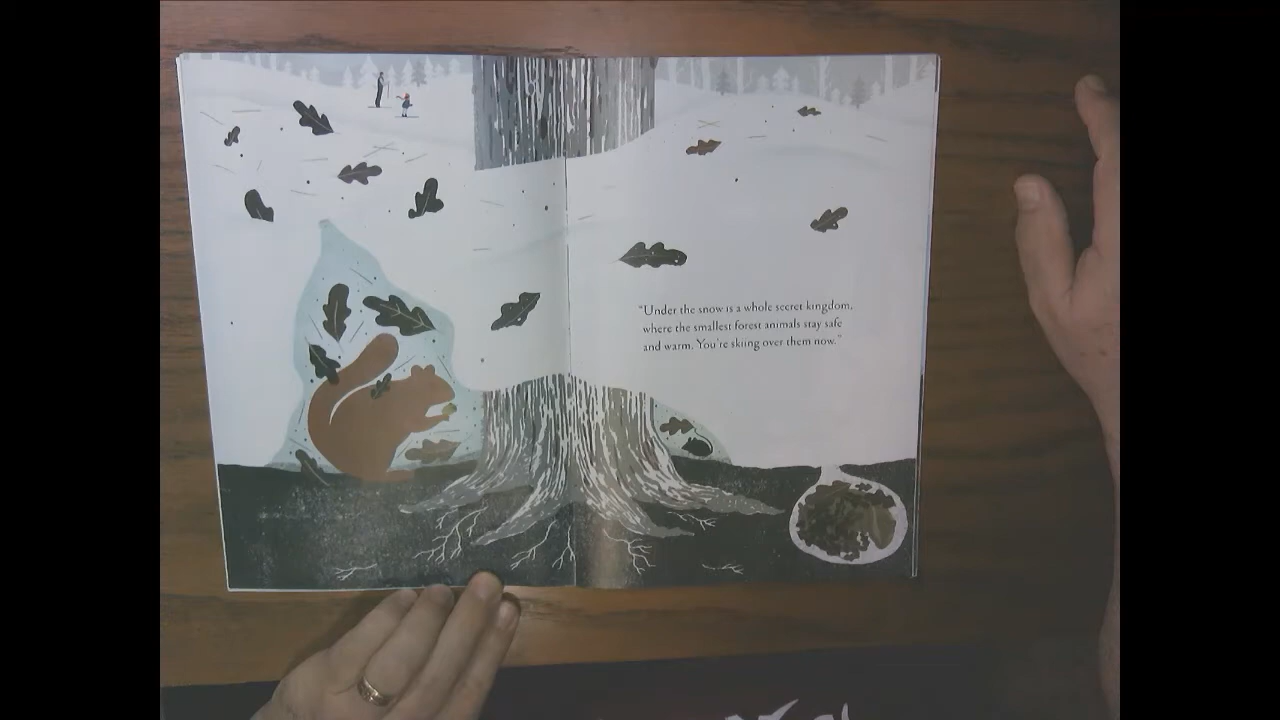 "Under the snow is a whole secret kingdom,
where the smallest forest animals stay safe
and warm. You're skiing over them now."